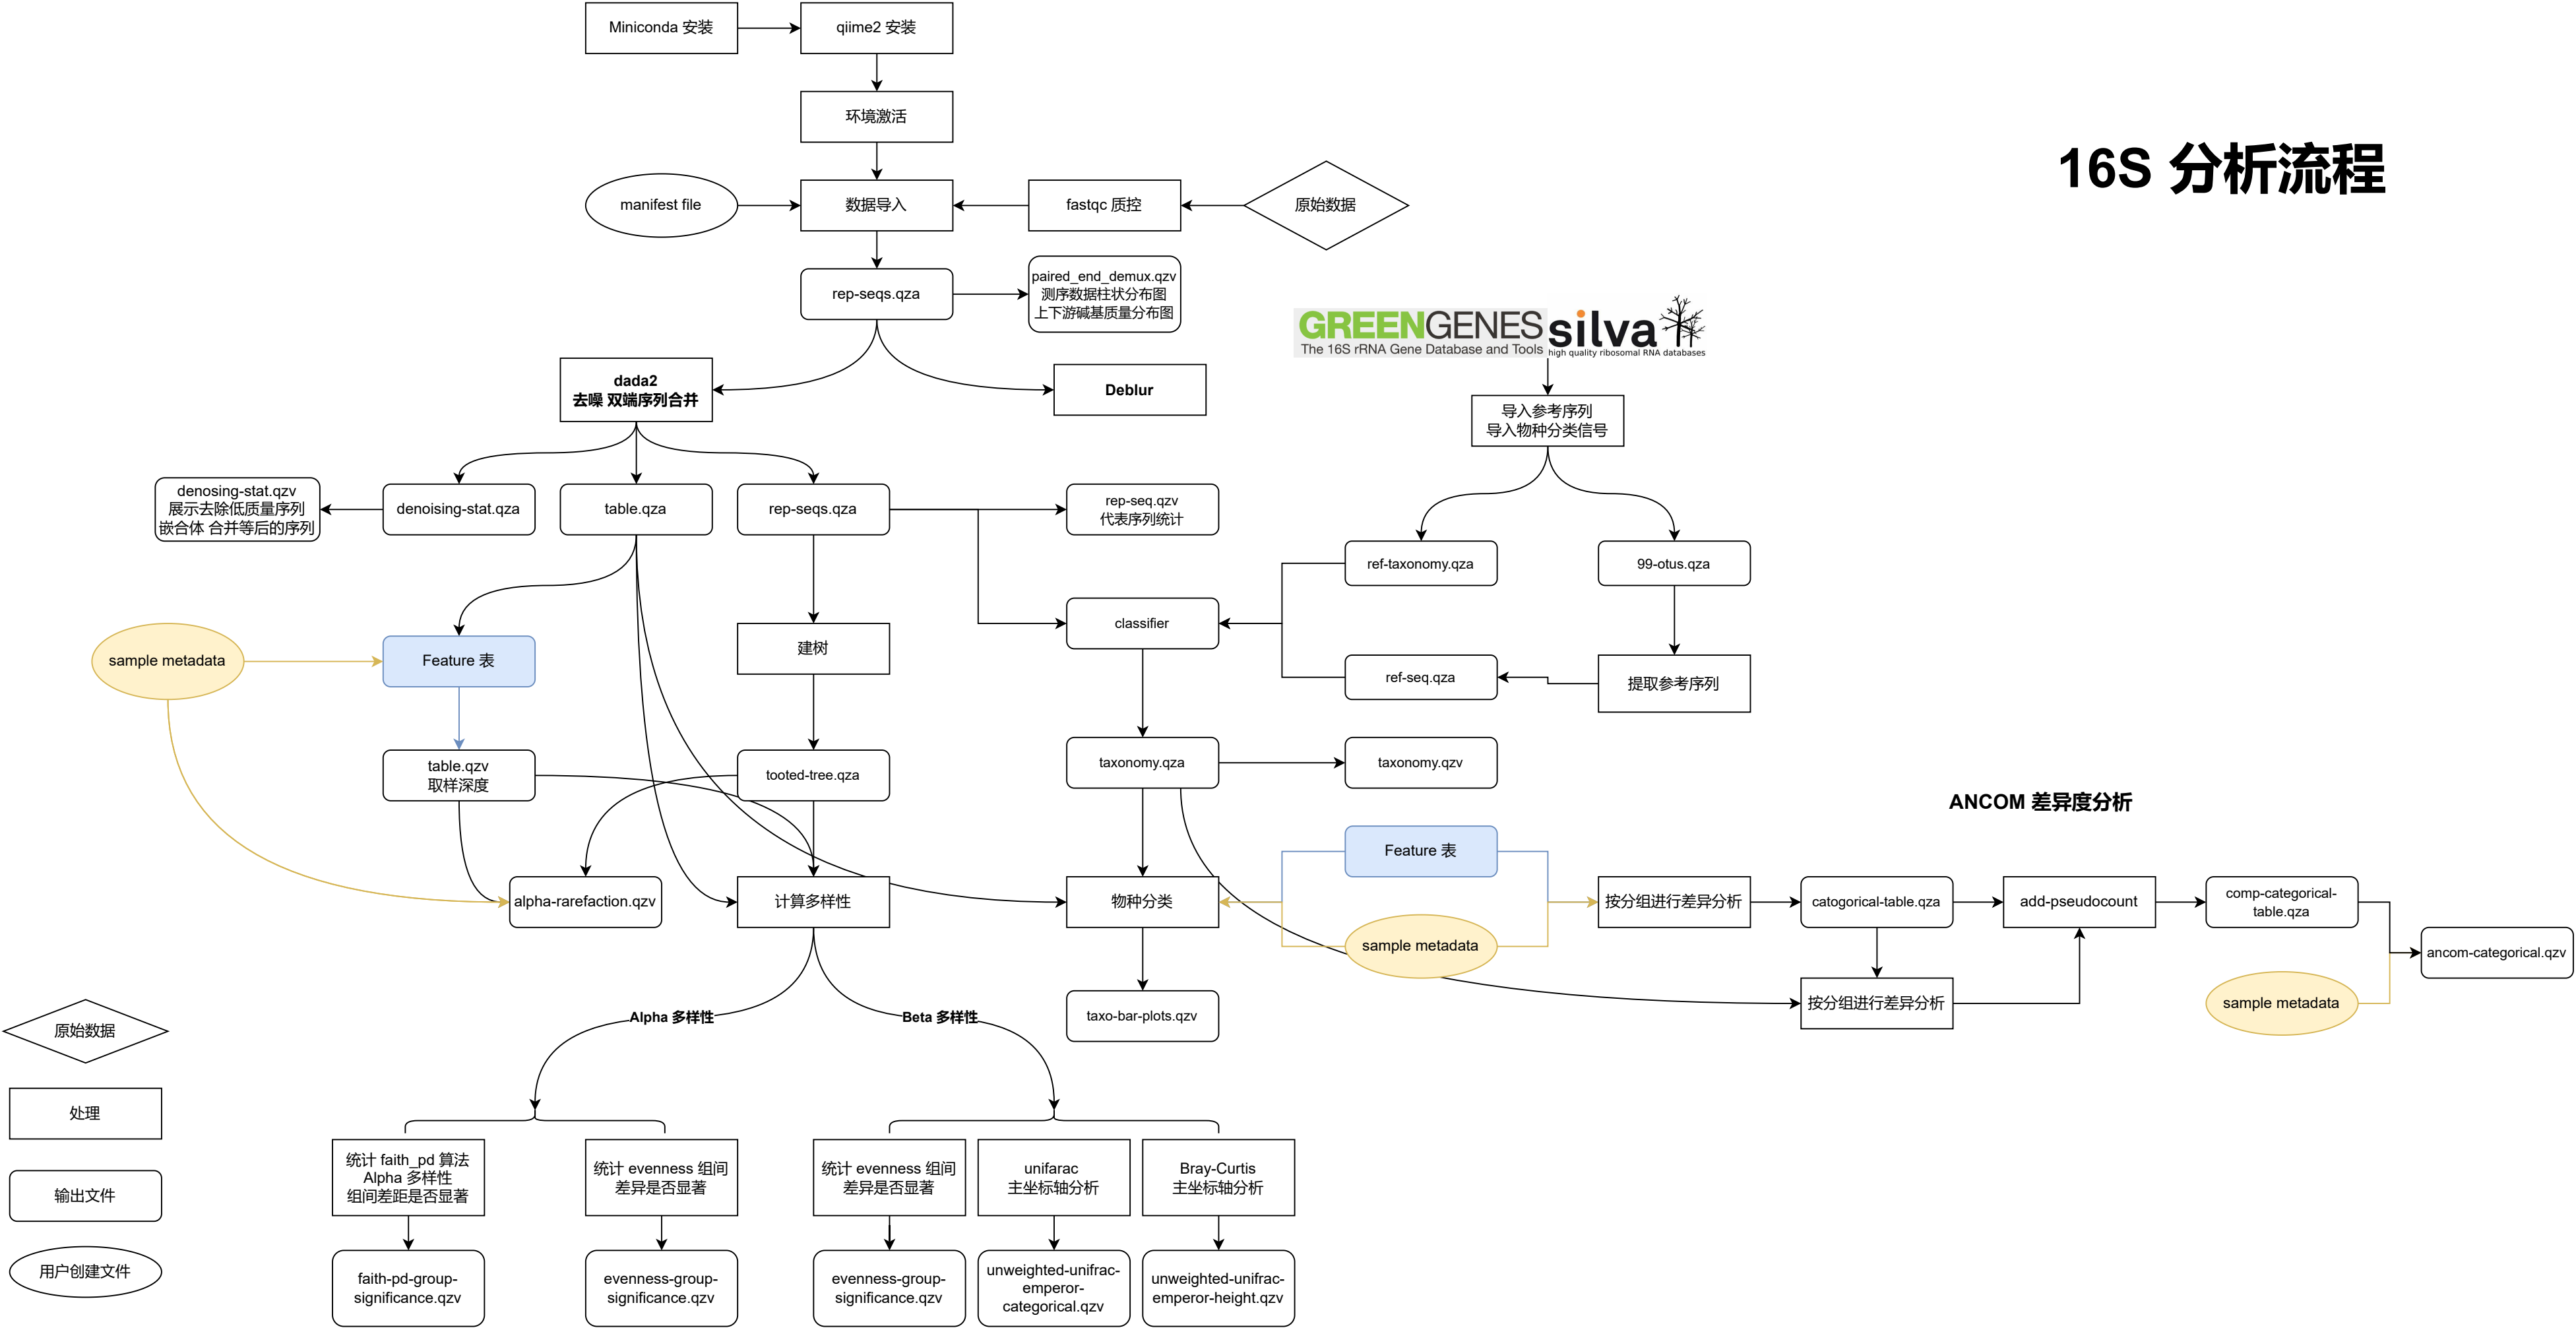 Miniconda 安装
qiime2 安装
环境激活
16S 分析流程
manifest file
数据导入
fastqc 质控
原始数据
rep-seqs.qza
paired_end_demux.qzv
测序数据柱状分布图
上下游碱基质量分布图
GREENGENES
The 16S rRNA Gene Database and Tools
silva
high quality ribosomal RNA databases
dada2
去噪 双端序列合并
Deblur
导入参考序列
导入物种分类信号
denosing-stat.qzv
展示去除低质量序列
嵌合体 合并等后的序列
denoising-stat.qza
table.qza
rep-seqs.qza
rep-seq.qzv
代表序列统计
ref-taxonomy.qza
99-otus.qza
classifier
sample metadata
Feature 表
建树
ref-seq.qza
提取参考序列
table.qzv
取样深度
tooted-tree.qza
taxonomy.qza
taxonomy.qzv
ANCOM 差异度分析
Feature 表
alpha-rarefaction.qzv
计算多样性
物种分类
sample metadata
按分组进行差异分析
catogorical-table.qza
add-pseudocount
comp-categorical-
table.qza
ancom-categorical.qzv
按分组进行差异分析
sample metadata
taxo-bar-plots.qzv
Alpha 多样性
Beta 多样性
原始数据
处理
输出文件
用户创建文件
统计 faith_pd 算法
Alpha 多样性
组间差距是否显著
统计 evenness 组间
差异是否显著
统计 evenness 组间
差异是否显著
unifarac
主坐标轴分析
Bray-Curtis
主坐标轴分析
faith-pd-group-
significance.qzv
evenness-group-
significance.qzv
evenness-group-
significance.qzv
unweighted-unifrac-
emperor-
categorical.qzv
unweighted-unifrac-
emperor-height.qzv